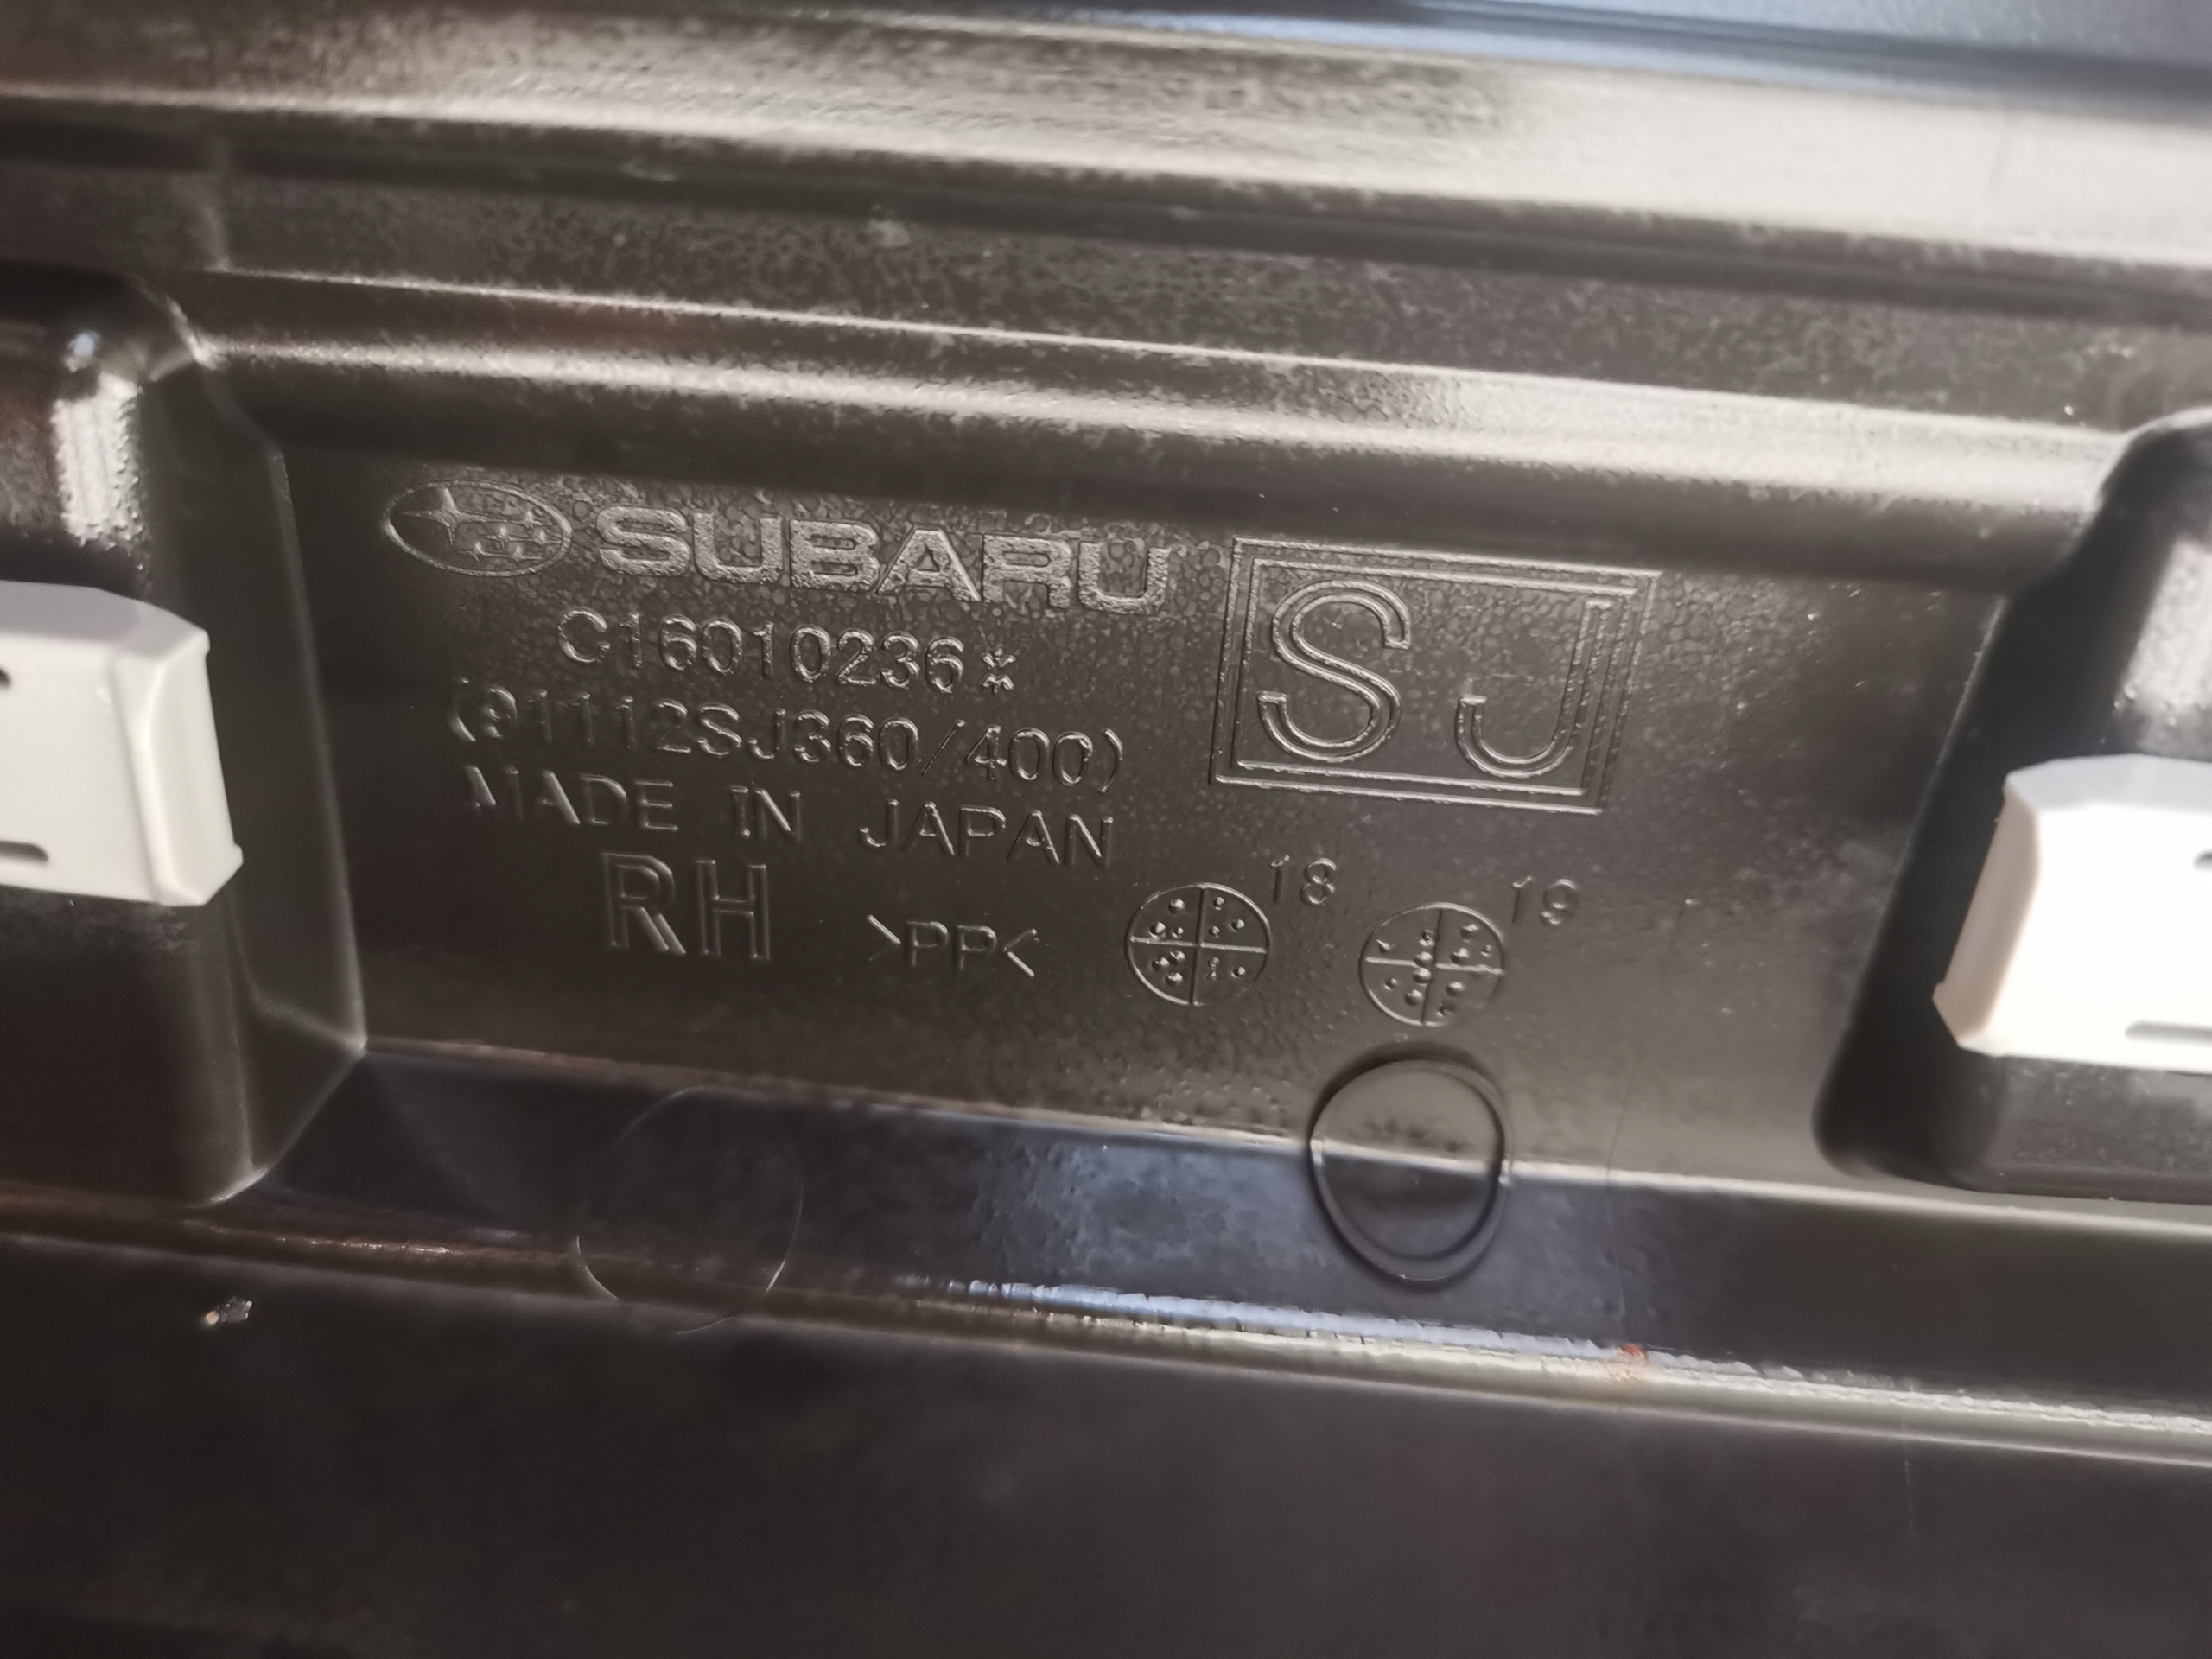 SUBARU
C16010236*
(91112SJ360/400)
MADE IN JAPAN
RH >PP< 18 19
SJ